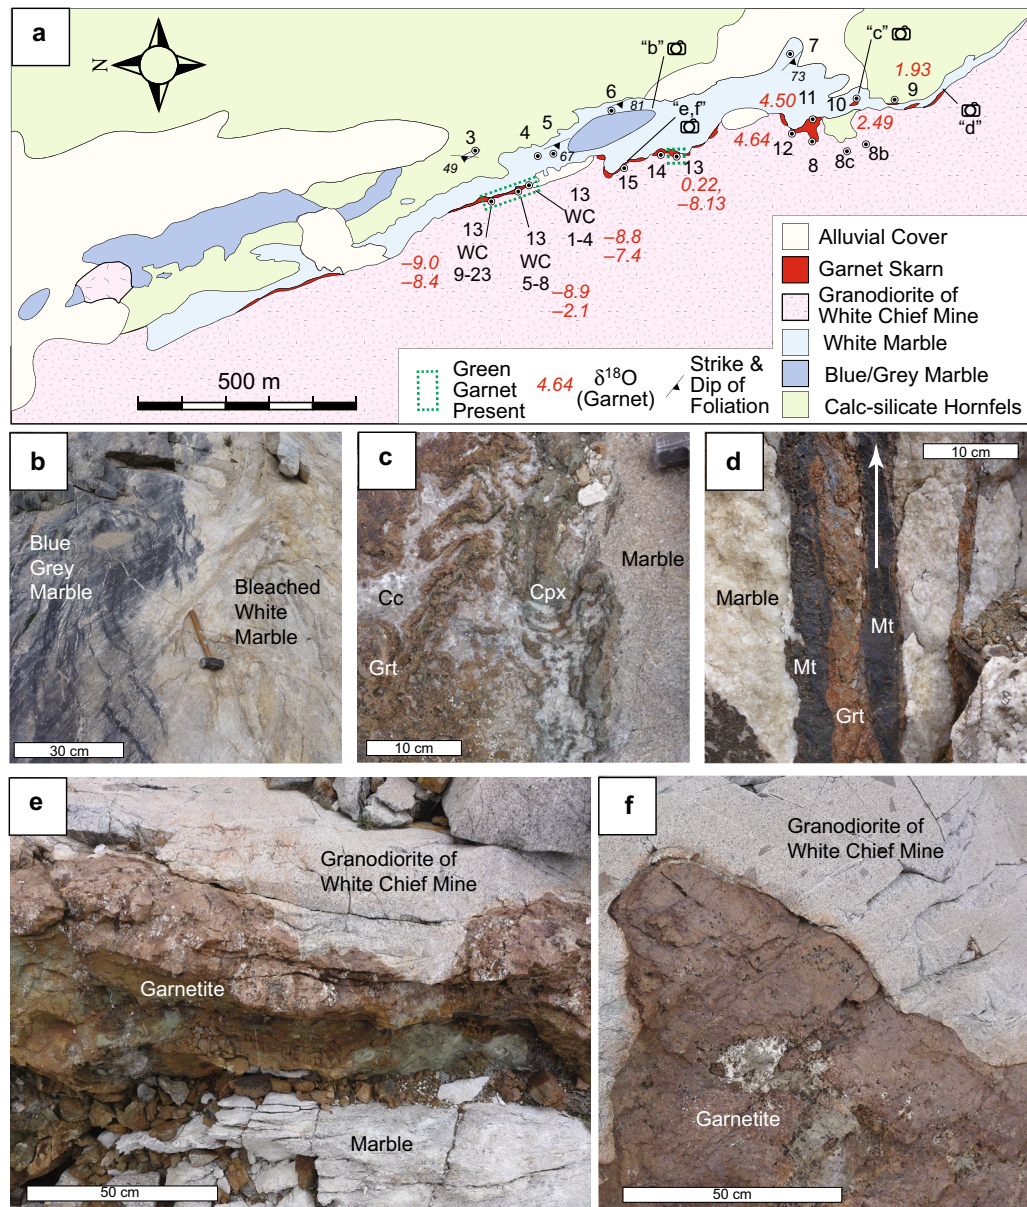 a
N
"b"
7
"c"
73
1.93
6
81
"e,f"
4.50
11
10
9
3
4
5
"d"
49
67
4.64
2.49
12
8
8c
8b
15
14
13
0.22,
–8.13
13
WC
9-23
13
WC
5-8
13
WC
1-4
–9.0
–8.4
–8.8
–7.4
–8.9
–2.1
500 m
Green
Garnet
Present
4.64
δ18O
(Garnet)
Strike &
Dip of
Foliation
Alluvial Cover
Garnet Skarn
Granodiorite of
White Chief Mine
White Marble
Blue/Grey Marble
Calc-silicate Hornfels
b
Blue
Grey
Marble
Bleached
White
Marble
30 cm
c
Marble
Cc
Cpx
Grt
10 cm
d
10 cm
Marble
Mt
Mt
Grt
e
Granodiorite of
White Chief Mine
Garnetite
Marble
50 cm
f
Granodiorite of
White Chief Mine
Garnetite
50 cm